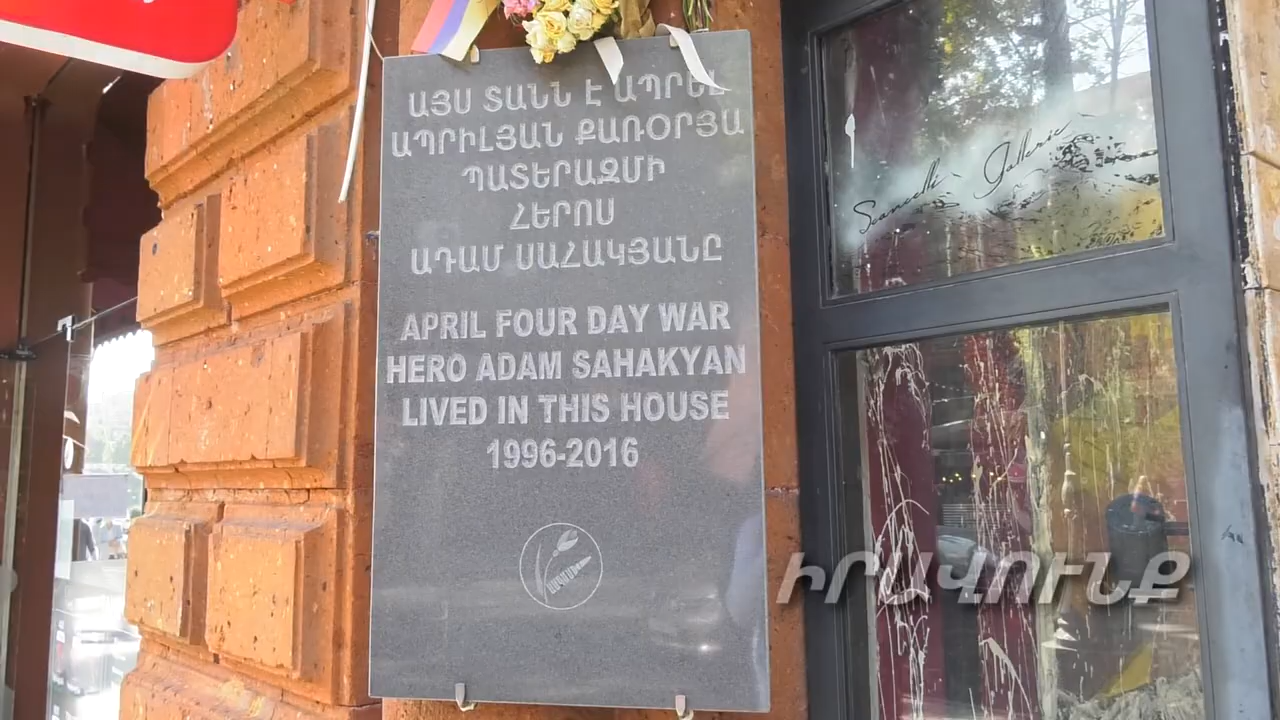 ԱՅՍ ՏԱՆՆ Է ԱՊՐԵԼ
ԱՊՐԻԼՅԱՆ ՔԱՌՕՐՅԱ
ՊԱՏԵՐԱԶՄԻ
ՀԵՐՈՍ
ԱԴԱՄ ՍԱՀԱԿՅԱՆԸ
APRIL FOUR DAY WAR
HERO ADAM SAHAKYAN
LIVED IN THIS HOUSE
1996-2016
Gallerie
ԻՐԱՎՈՒՆՔ